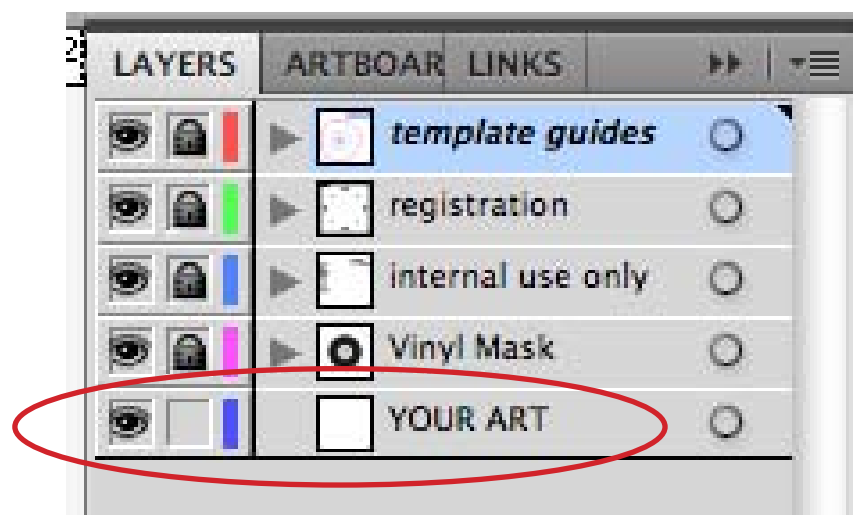 LAYERS ARTBOAR LINKS
template guides
registration
internal use only
Vinyl Mask
YOUR ART